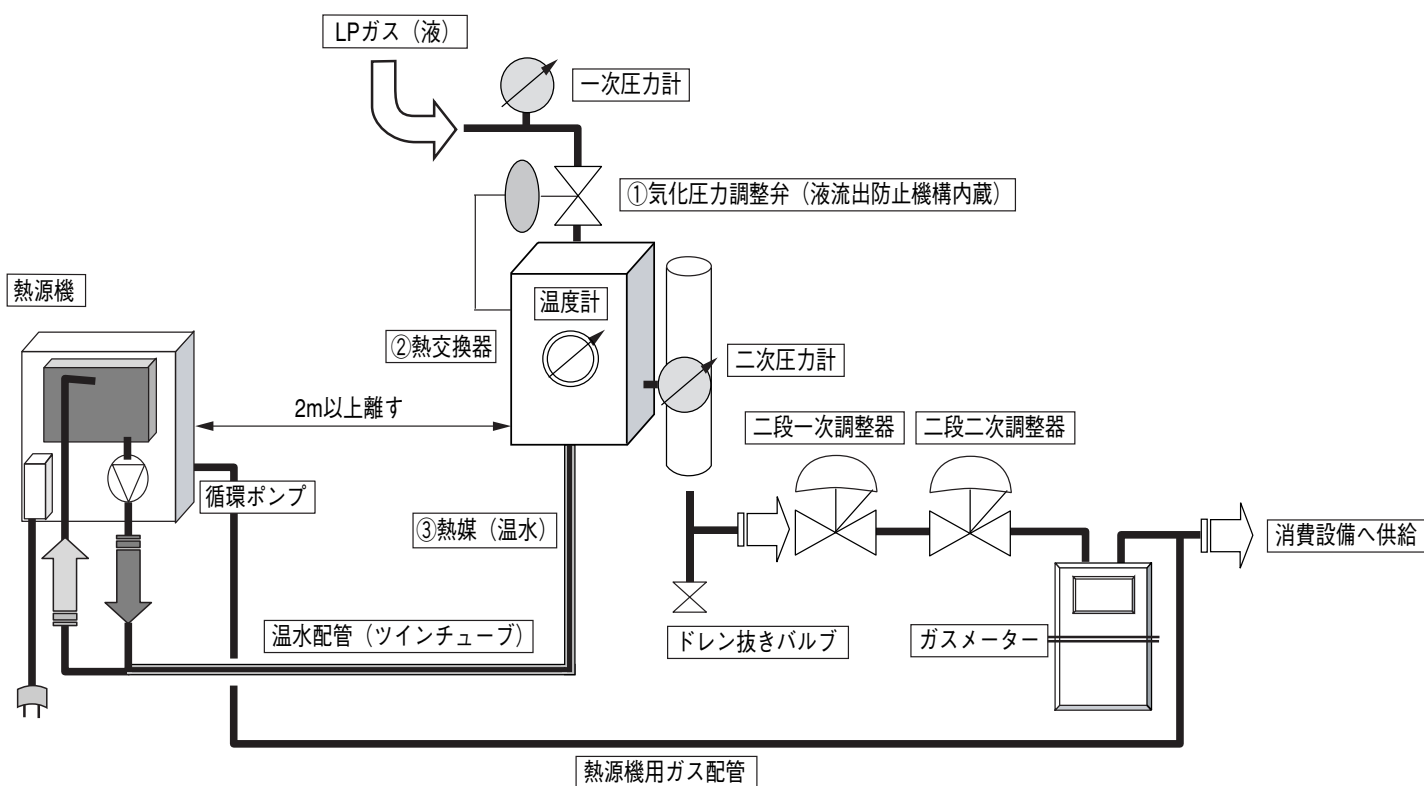 LPガス（液）
一次圧力計
①気化圧力調整弁（液流出防止機構内蔵）
熱源機
温度計
②熱交換器
二次圧力計
2m以上離す
二段一次調整器
二段二次調整器
循環ポンプ
③熱媒（温水）
消費設備へ供給
温水配管（ツインチューブ）
ドレン抜きバルブ
ガスメーター
熱源機用ガス配管